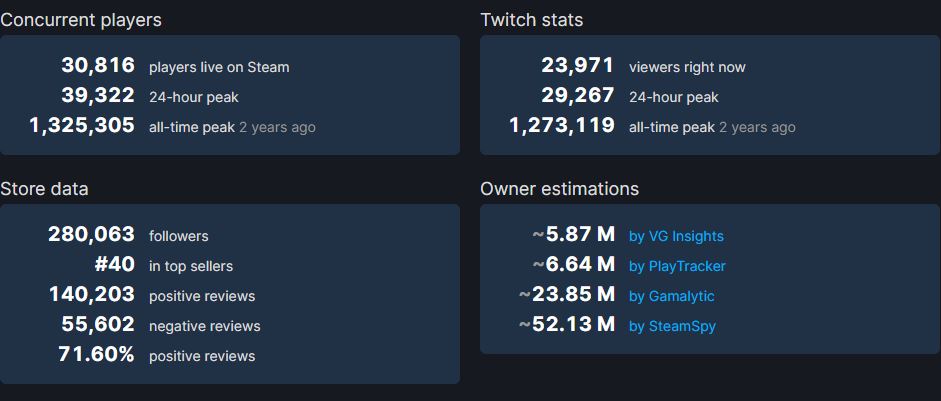 Concurrent players
30,816 players live on Steam
39,322 24-hour peak
1,325,305 all-time peak 2 years ago
Twitch stats
23,971 viewers right now
29,267 24-hour peak
1,273,119 all-time peak 2 years ago
Store data
280,063 followers
#40 in top sellers
140,203 positive reviews
55,602 negative reviews
71.60% positive reviews
Owner estimations
~5.87 M by VG Insights
~6.64 M by PlayTracker
~23.85 M by Gamalytic
~52.13 M by SteamSpy